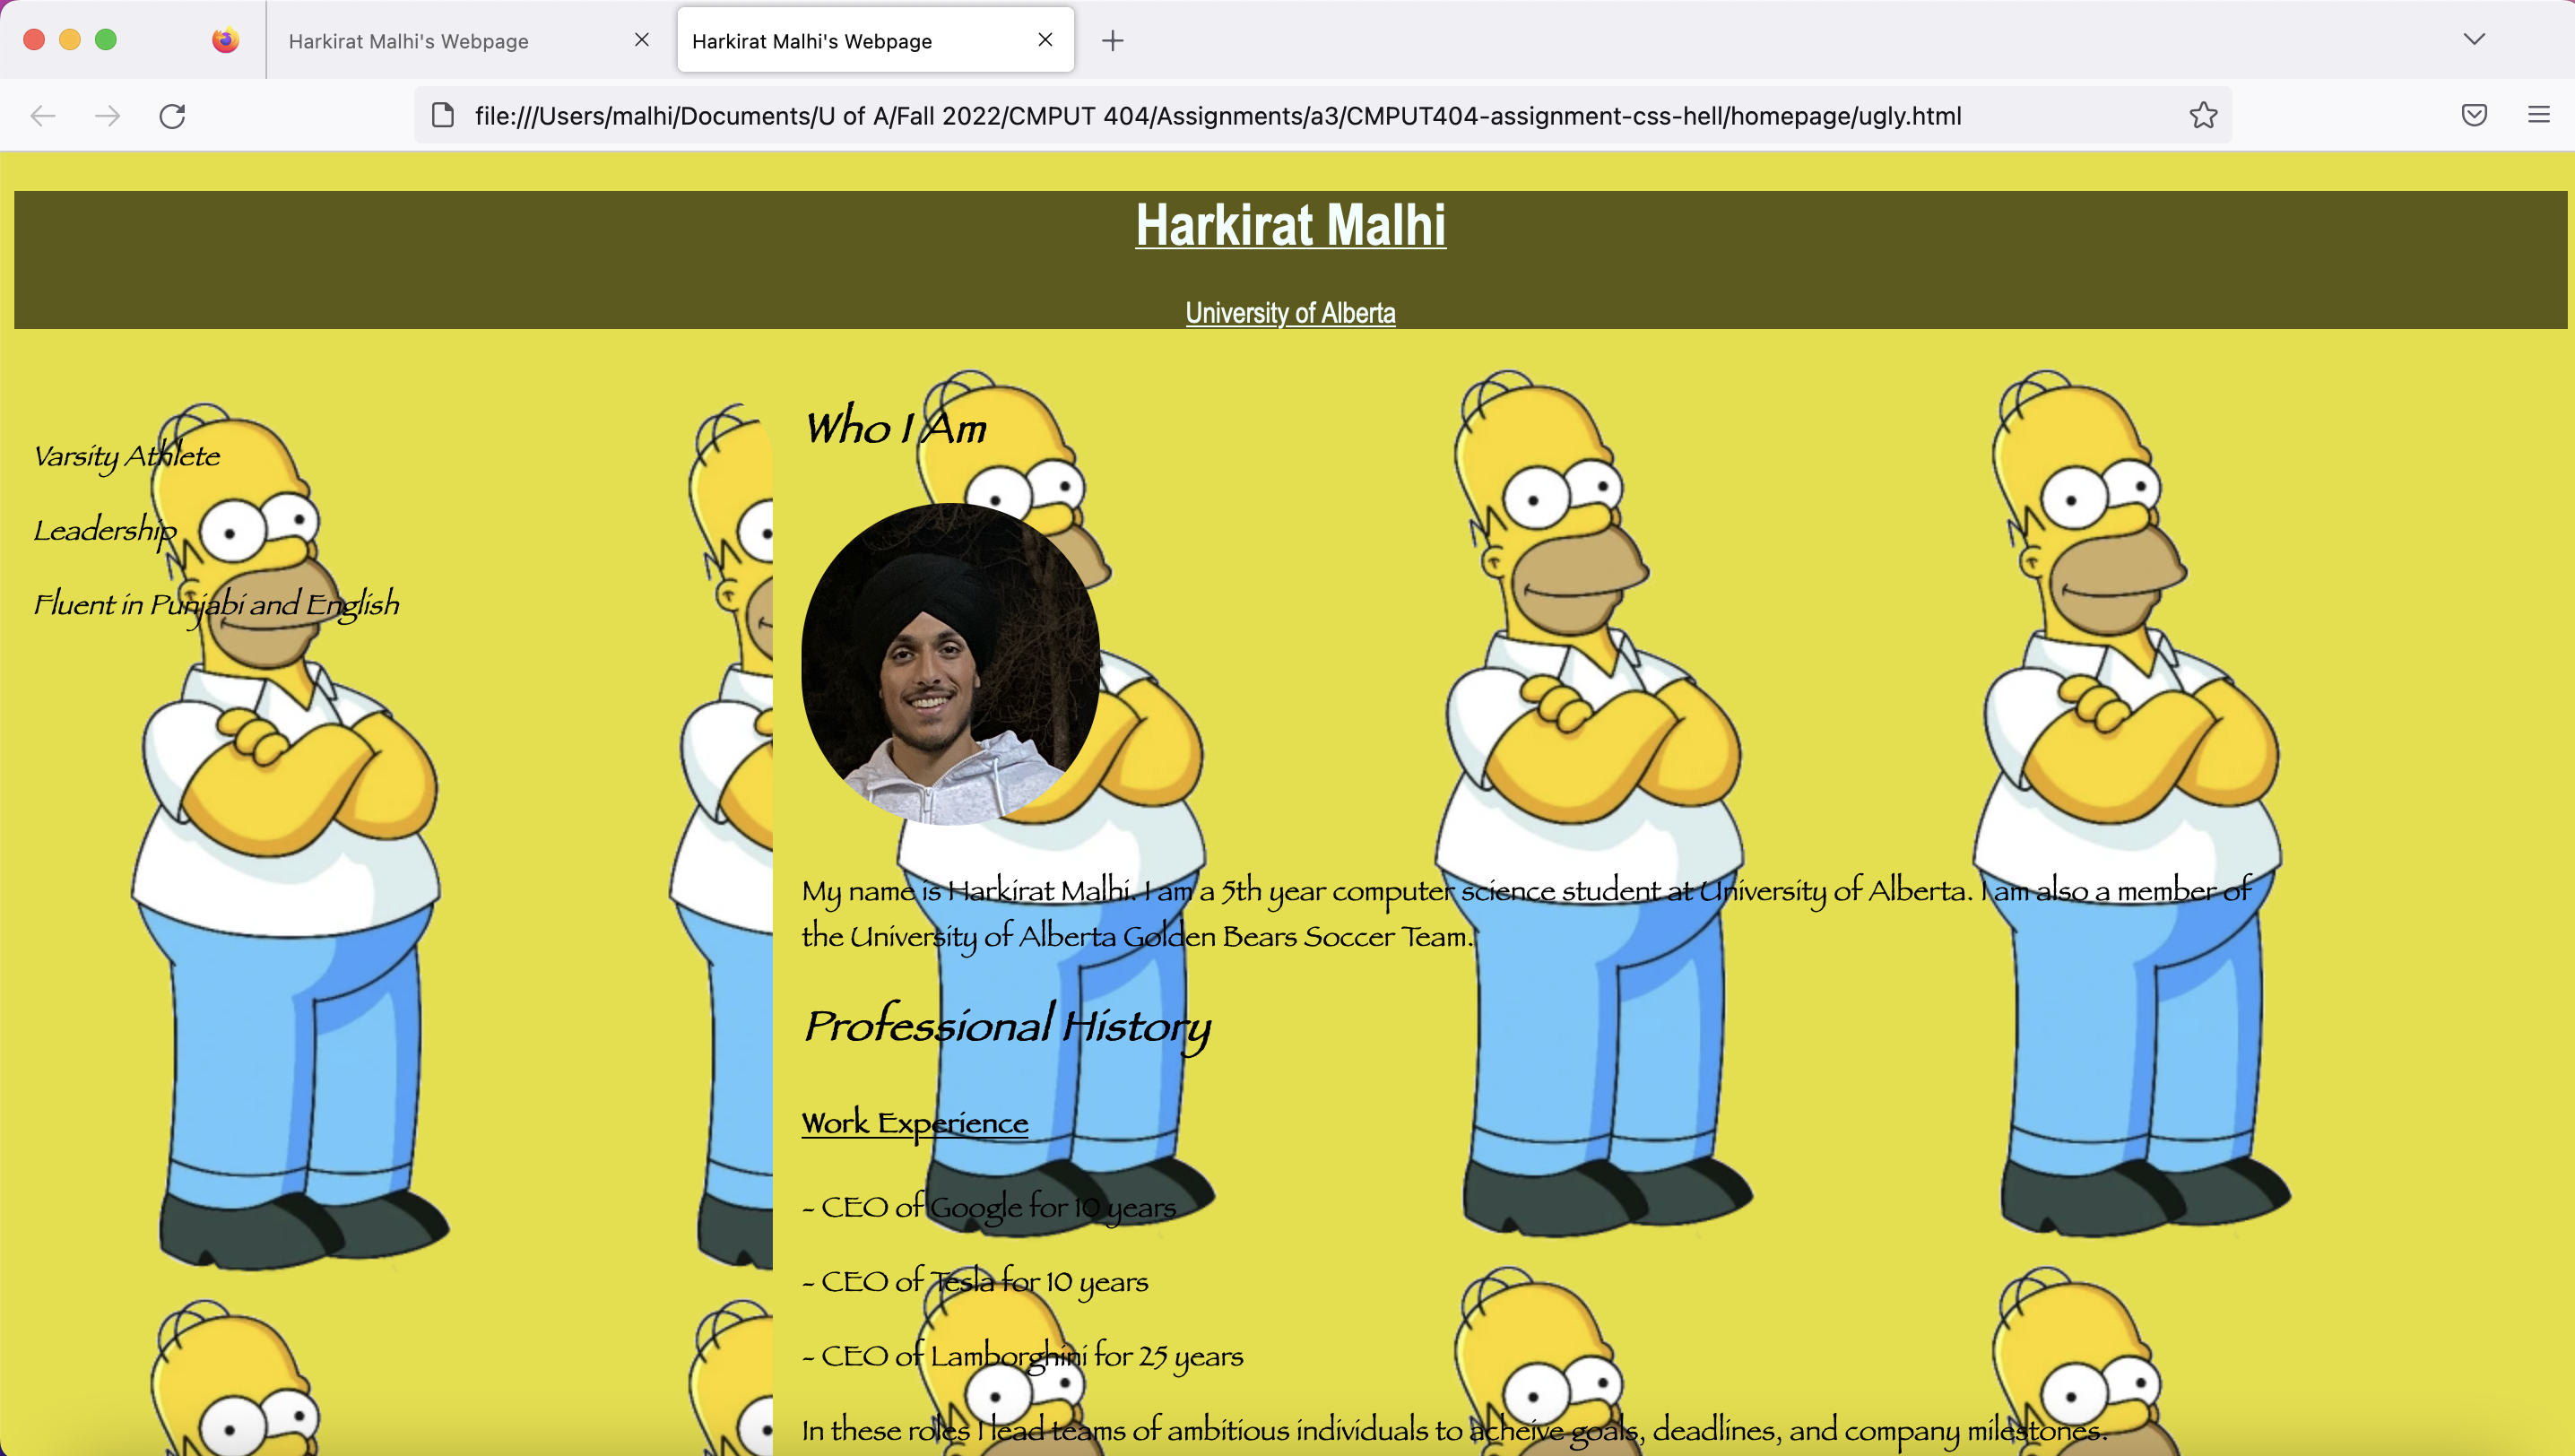 Harkirat Malhi's Webpage
Harkirat Malhi's Webpage
file:///Users/malhi/Documents/U of A/Fall 2022/CMPUT 404/Assignments/a3/CMPUT404-assignment-css-hell/homepage/ugly.html
Harkirat Malhi
University of Alberta
Varsity Athlete
Leadership
Fluent in Punjabi and English
Who I Am
My name is Harkirat Malhi. I am a 5th year computer science student at University of Alberta. I am also a member of
the University of Alberta Golden Bears Soccer Team.
Professional History
Work Experience
- CEO of Google for 10 years
- CEO of Tesla for 10 years
- CEO of Lamborghini for 25 years
In these roles I lead teams of ambitious individuals to acheive goals, deadlines, and company milestones.